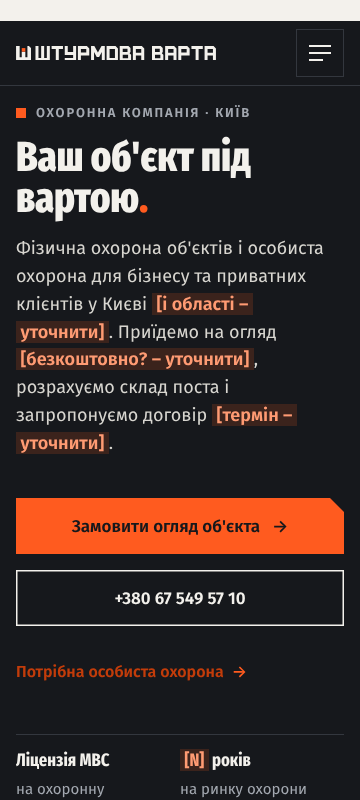 ШТУРМОВА ВАРТА
ОХОРОННА КОМПАНІЯ · КИЇВ
Ваш об'єкт під
вартою.
Фізична охорона об'єктів і особиста
охорона для бізнесу та приватних
клієнтів у Києві [і області –
уточнити]. Приїдемо на огляд
[безкоштовно? – уточнити],
розрахуємо склад поста і
запропонуємо договір [термін –
уточнити].
Замовити огляд об'єкта →
+380 67 549 57 10
Потрібна особиста охорона →
Ліцензія МВС
[N] років
на охоронну
на ринку охорони